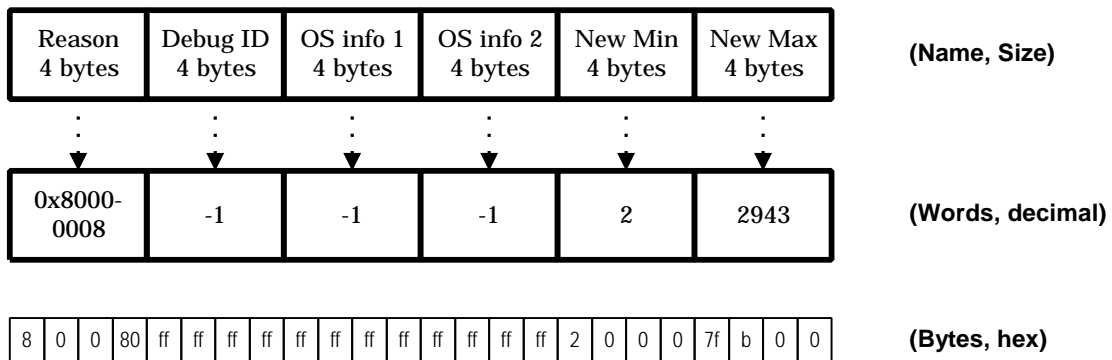 Reason Debug ID OS info 1 OS info 2 New Min New Max
4 bytes 4 bytes 4 bytes 4 bytes 4 bytes 4 bytes
(Name, Size)
0x8000-
0008 -1 -1 -1 2 2943
(Words, decimal)
8 0 0 80 ff ff ff ff ff ff ff ff ff ff ff ff 2 0 0 0 7f b 0 0
(Bytes, hex)